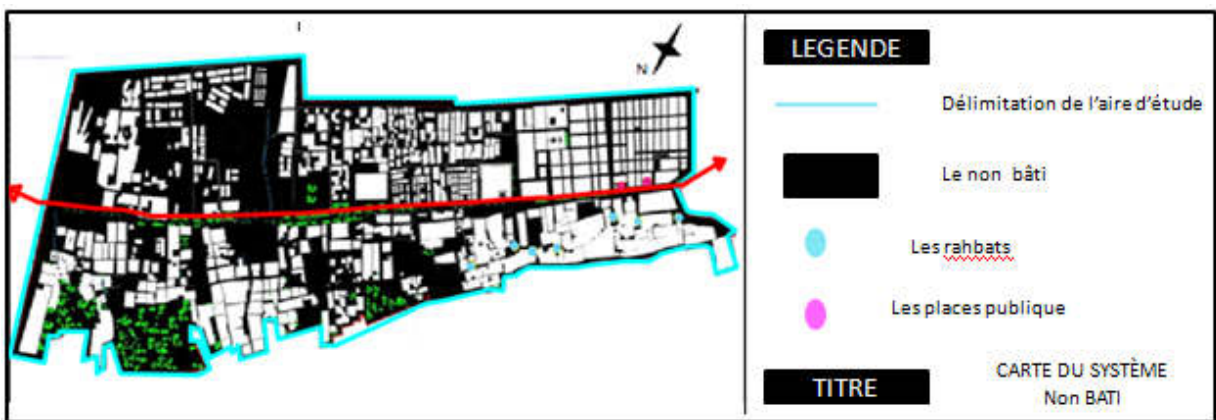 N
LEGENDE
Délimitation de l'aire d'étude
Le non bâti
Les rahbats
Les places publique
TITRE
CARTE DU SYSTÈME
Non BATI